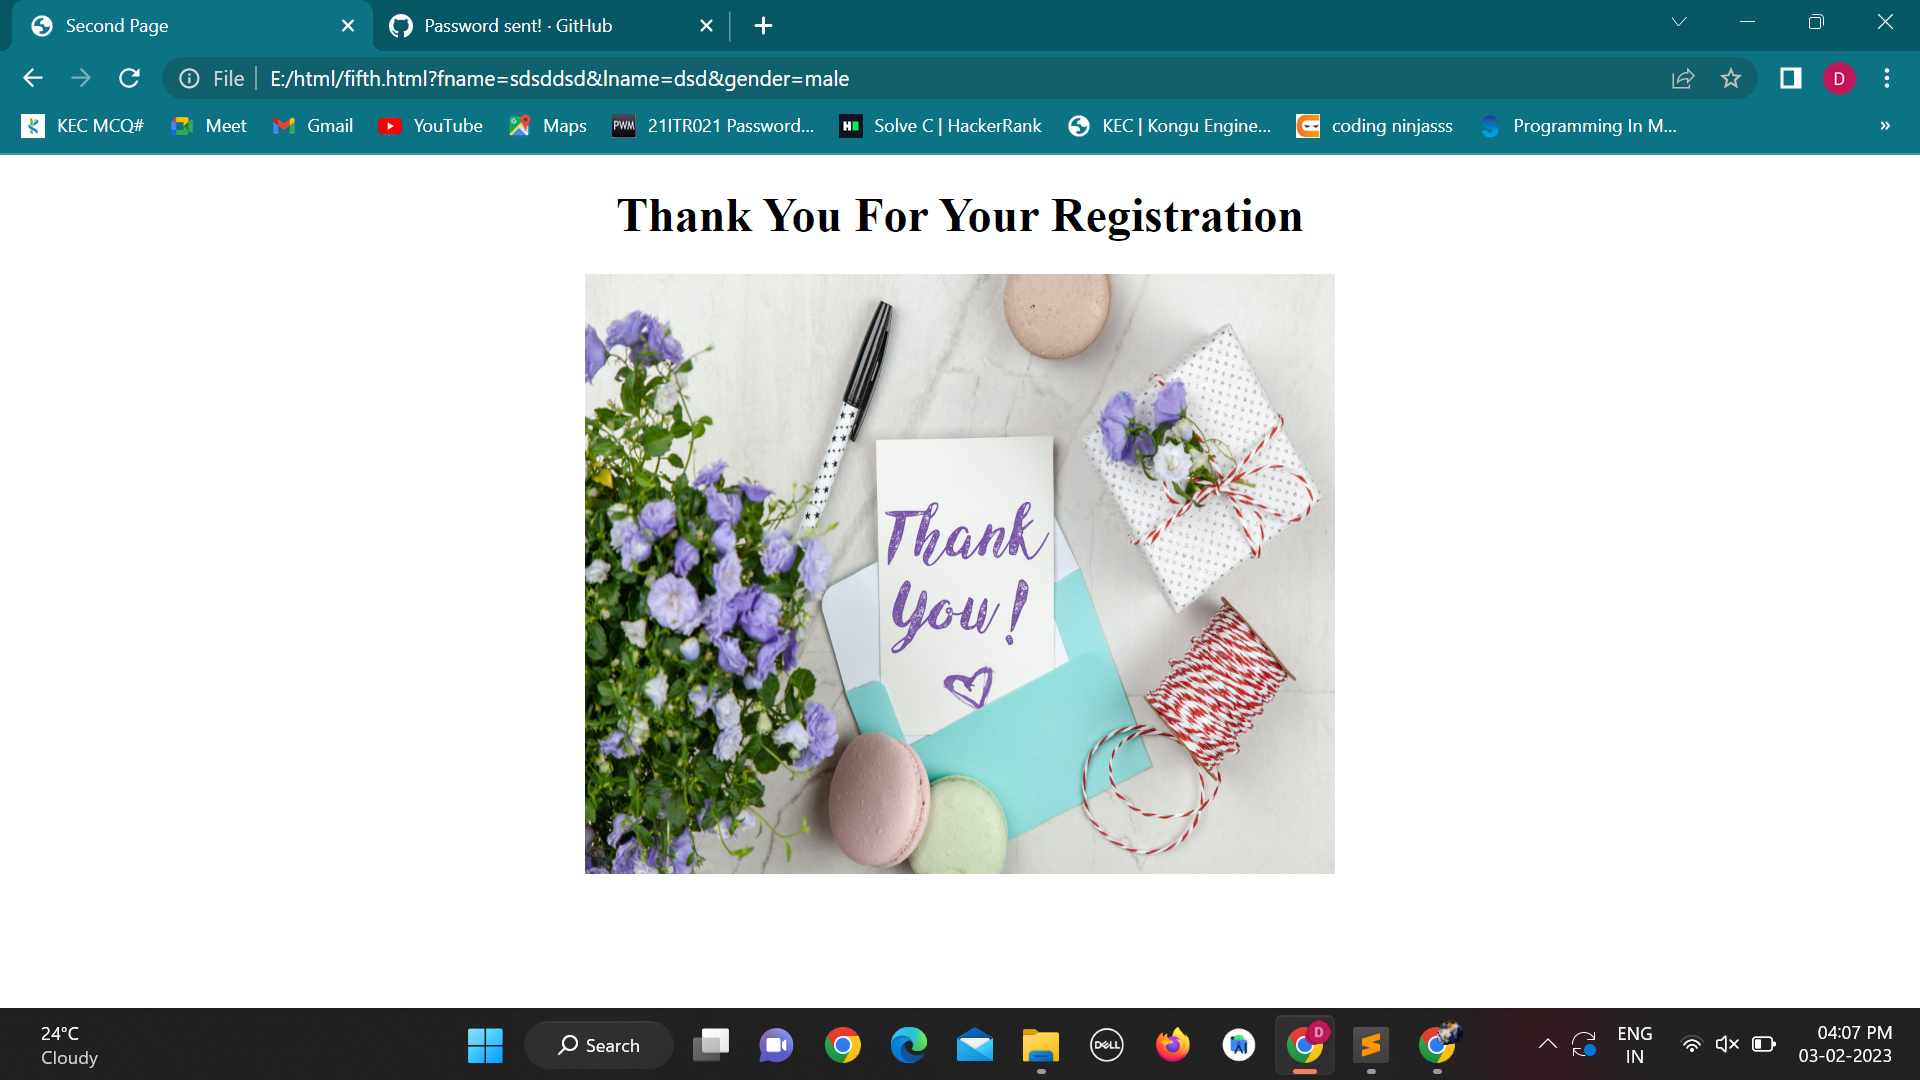 Second Page
Password sent! · GitHub
File
E:/html/fifth.html?fname=sdsddsd&lname=dsd&gender=male
D
KEC MCQ#
Meet
Gmail
YouTube
Maps
PWM
21ITR021 Password...
H
Solve C | HackerRank
KEC | Kongu Engine...
coding ninjasss
S
Programming In M...
»
Thank You For Your Registration
Thank
You!
24°C
Cloudy
Search
DELL
D
ENG
IN
04:07 PM
03-02-2023